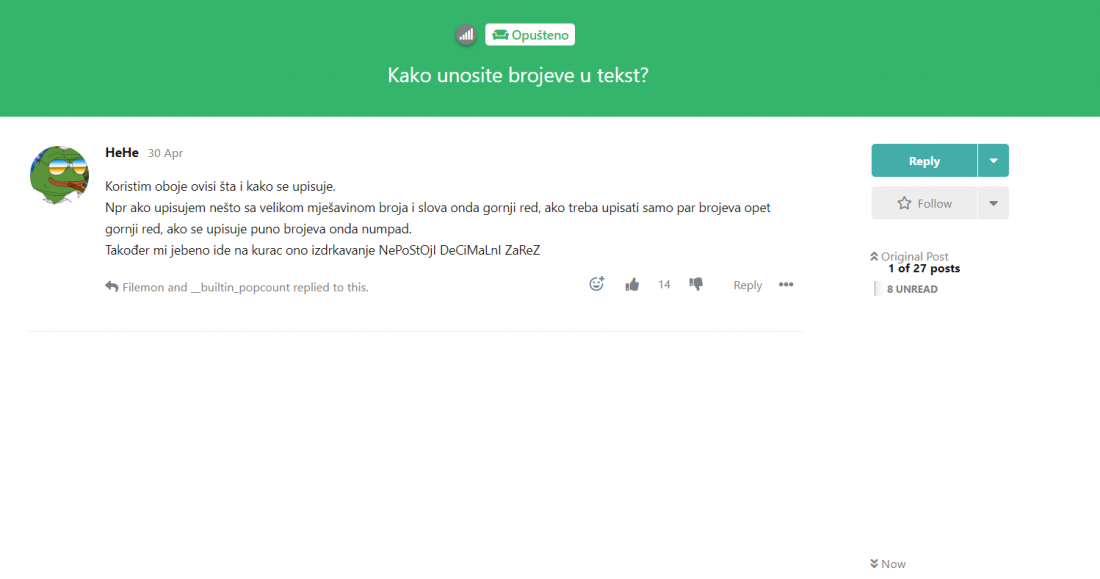 Opušteno
Kako unosite brojeve u tekst?
HeHe 30 Apr
Koristim oboje ovisi šta i kako se upisuje.
Npr ako upisujem nešto sa velikom mješavinom broja i slova onda gornji red, ako treba upisati samo par brojeva opet
gornji red, ako se upisuje puno brojeva onda numpad.
Također mi jebeno ide na kurac ono izdrkavanje NePoStOjI DeCiMaLnI ZaReZ
Filemon and __builtin_popcount replied to this.
14
Reply
Reply
Follow
Original Post
1 of 27 posts
8 UNREAD
Now